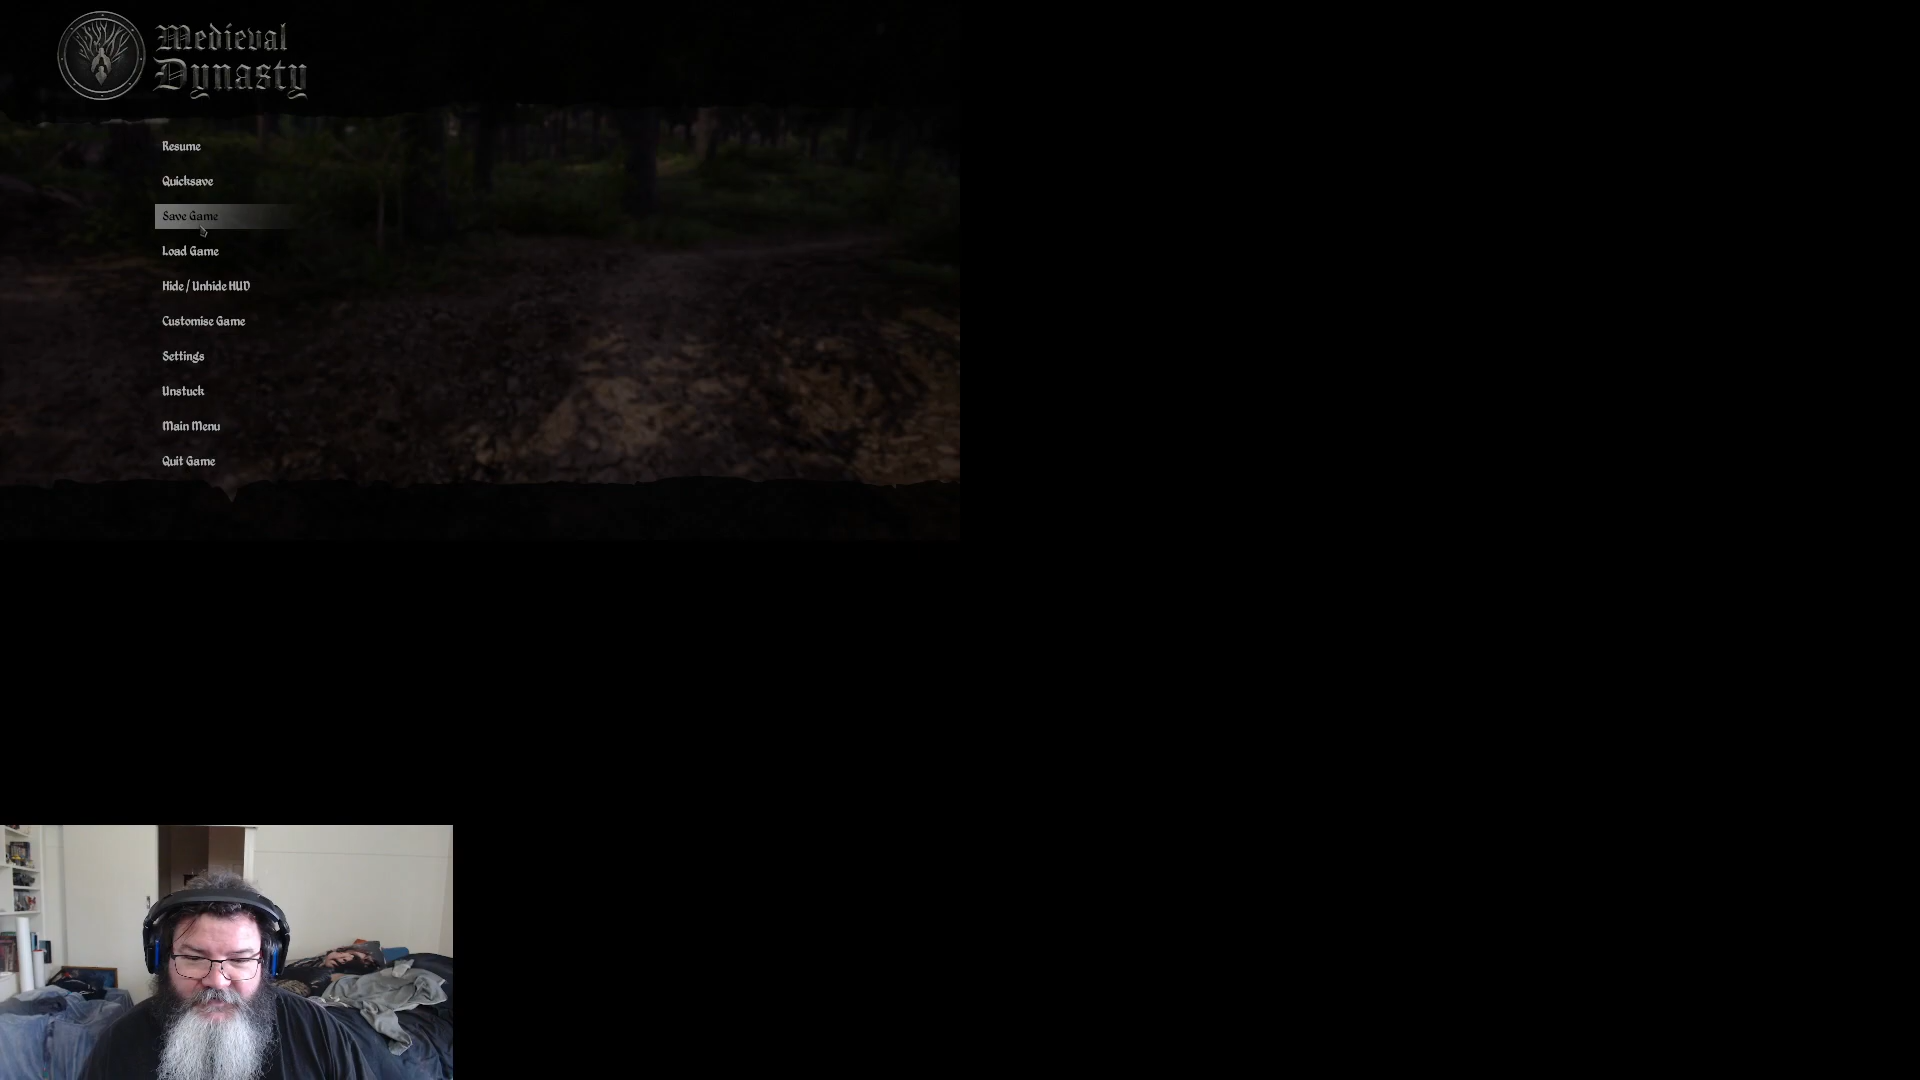 Medieval
Dynasty
Resume
Quicksave
Save Game
Load Game
Hide / Unhide HUD
Customise Game
Settings
Unstuck
Main Menu
Quit Game